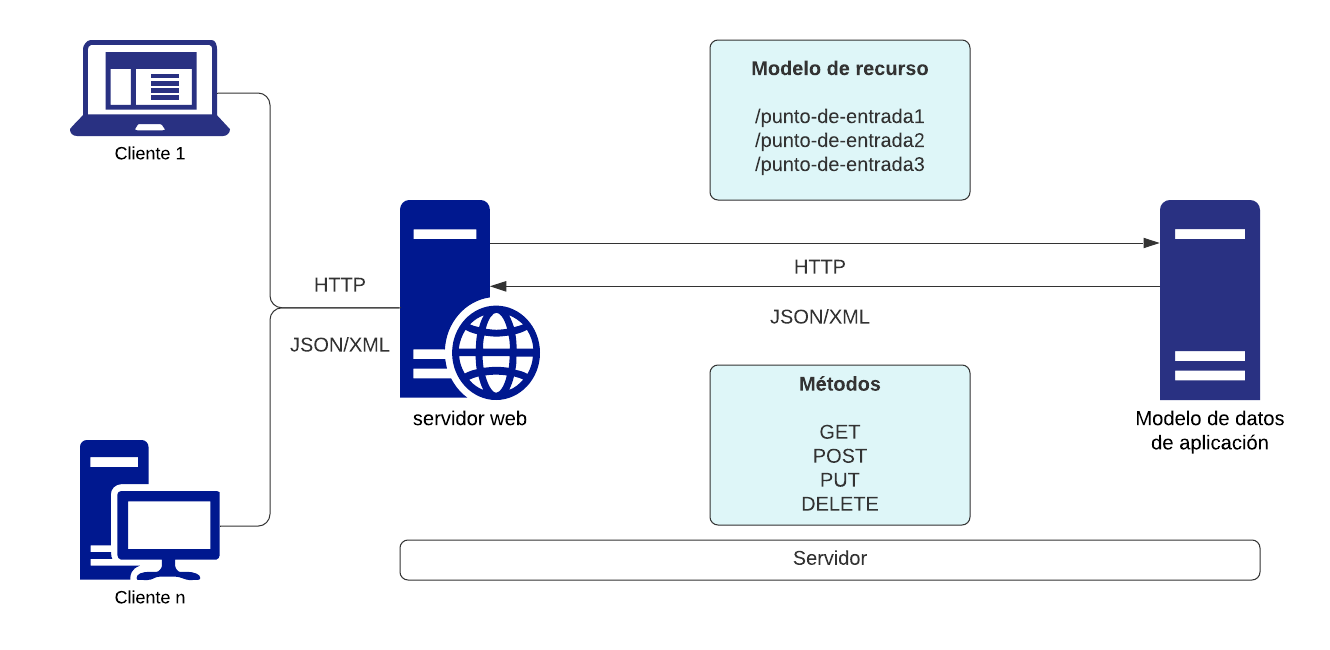 Cliente 1
Modelo de recurso
/punto-de-entrada1
/punto-de-entrada2
/punto-de-entrada3
HTTP
JSON/XML
servidor web
HTTP
JSON/XML
Métodos
GET
POST
PUT
DELETE
Modelo de datos
de aplicación
Servidor
Cliente n